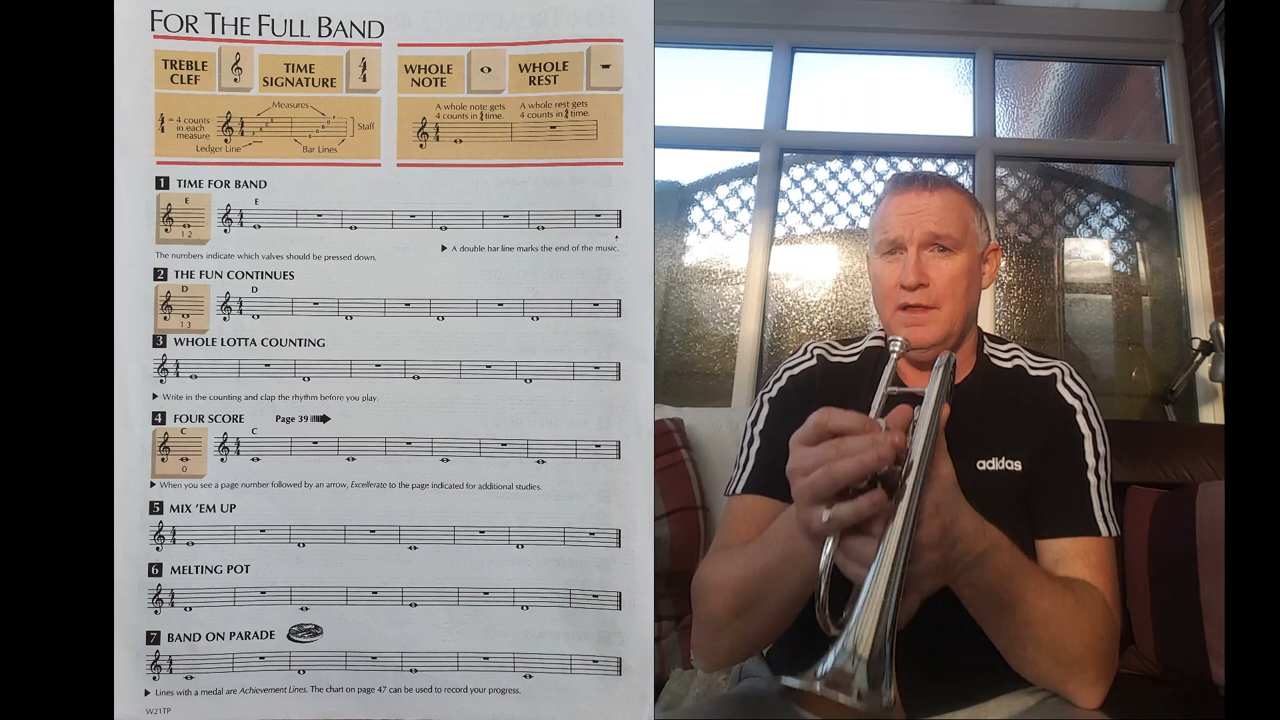 FOR THE FULL BAND
TREBLE CLEF
TIME SIGNATURE
4 4
WHOLE NOTE
WHOLE REST
4 4 = 4 counts in each measure
Measures
Staff
Ledger Line
Bar Lines
A whole note gets 4 counts in 4 4 time.
A whole rest gets 4 counts in 4 4 time.
1 TIME FOR BAND
E
1 2
E
▶ A double bar line marks the end of the music.
The numbers indicate which valves should be pressed down.
2 THE FUN CONTINUES
D
1 3
D
3 WHOLE LOTTA COUNTING
▶ Write in the counting and clap the rhythm before you play.
4 FOUR SCORE Page 39
C
0
C
▶ When you see a page number followed by an arrow, Excellerate to the page indicated for additional studies.
5 MIX 'EM UP
6 MELTING POT
7 BAND ON PARADE
▶ Lines with a medal are Achievement Lines. The chart on page 47 can be used to record your progress.
W21TP
adidas